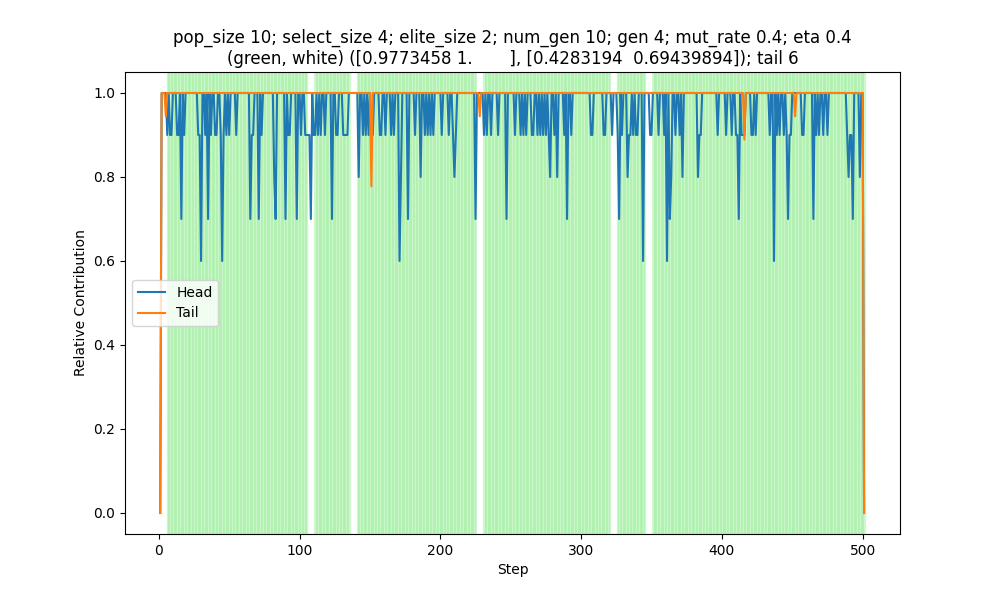 pop_size 10; select_size 4; elite_size 2; num_gen 10; gen 4; mut_rate 0.4; eta 0.4
(green, white) ([0.9773458 1.       ], [0.4283194  0.69439894]); tail 6
1.0
0.8
0.6
0.4
0.2
0.0
Relative Contribution
Head
Tail
0
100
200
300
400
500
Step